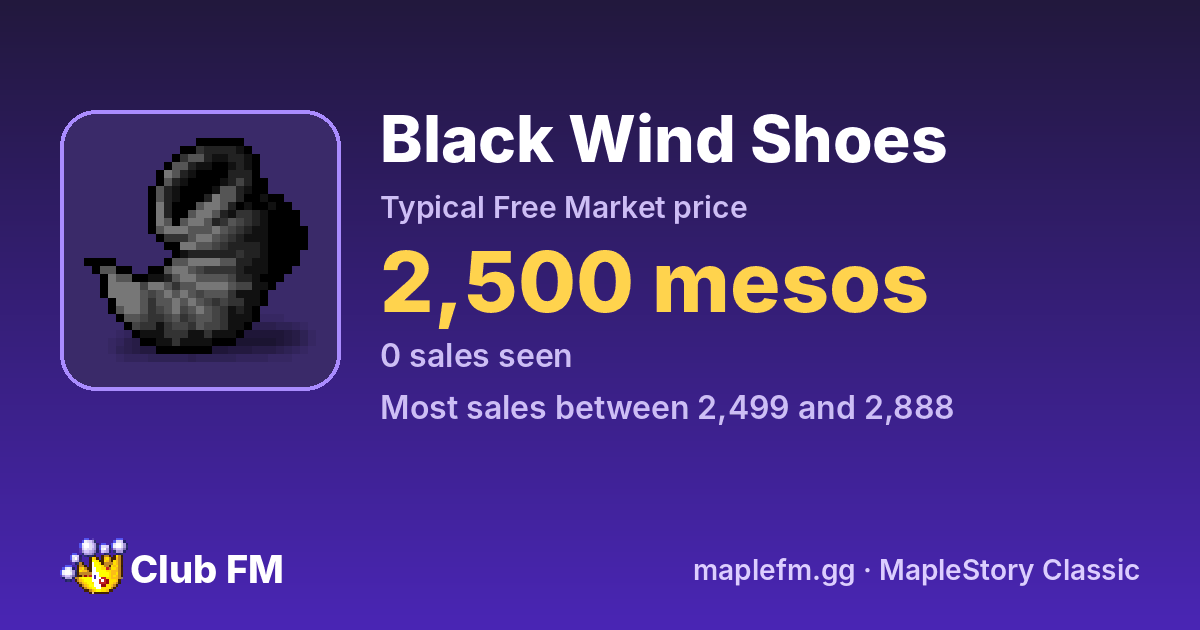 Black Wind Shoes
Typical Free Market price
2,500 mesos
0 sales seen
Most sales between 2,499 and 2,888
Club FM
maplefm.gg · MapleStory Classic